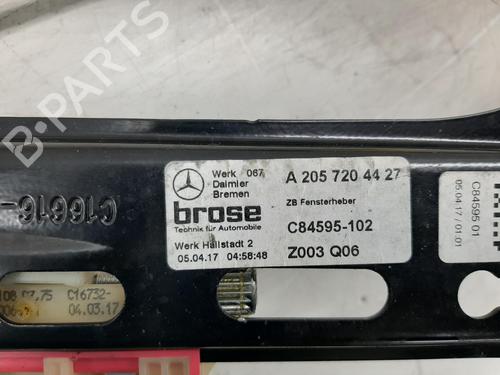 B-PARTS
Werk 067
Daimler
Bremen
A 205 720 44 27
brose
Technik für Automobile
ZB Fensterheber
C84595-102
Werk Hallstadt 2
05.04.17 04:58:48
Z003 Q06
C84595 01
05.04.17 / 01:01
C16616-
C16732-
04.03.17